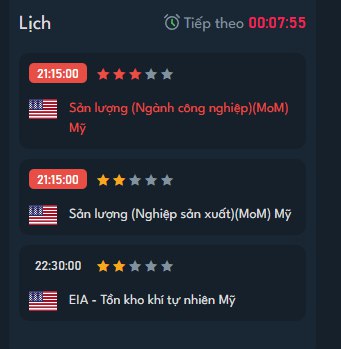 Lịch
Tiếp theo 00:07:55
21:15:00
Sản lượng (Ngành công nghiệp)(MoM)
Mỹ
21:15:00
Sản lượng (Nghiệp sản xuất)(MoM) Mỹ
22:30:00
EIA - Tồn kho khí tự nhiên Mỹ